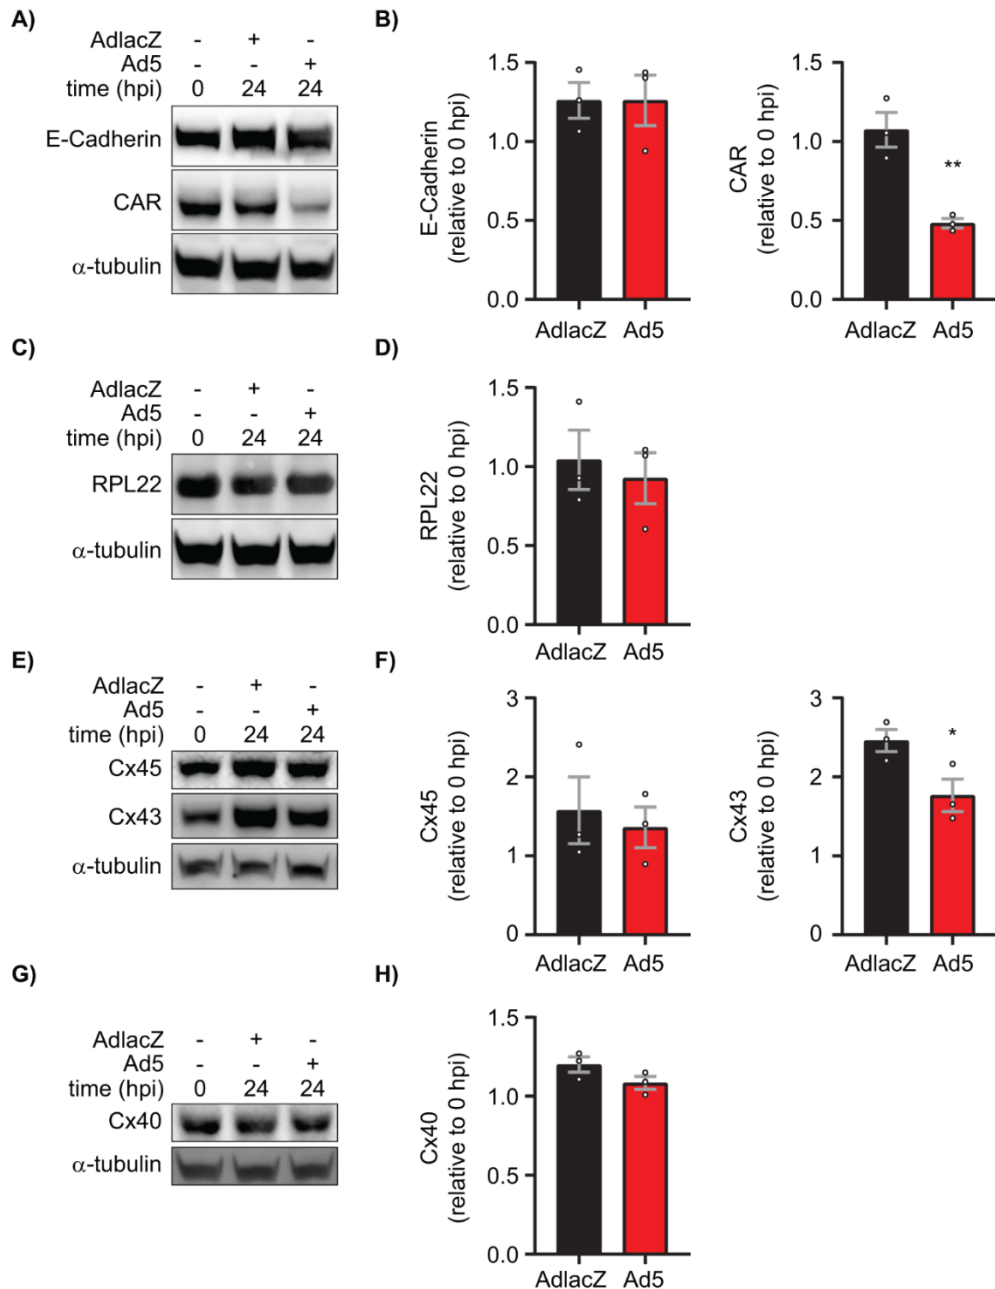 A)
AdlacZ - + -
Ad5 - - +
time (hpi) 0 24 24
E-Cadherin
CAR
α-tubulin
B)
E-Cadherin
(relative to 0 hpi)
1.5
1.0
0.5
0.0
AdlacZ Ad5
CAR
(relative to 0 hpi)
1.5
1.0
0.5
0.0
**
AdlacZ Ad5
C)
AdlacZ - + -
Ad5 - - +
time (hpi) 0 24 24
RPL22
α-tubulin
D)
RPL22
(relative to 0 hpi)
1.5
1.0
0.5
0.0
AdlacZ Ad5
E)
AdlacZ - + -
Ad5 - - +
time (hpi) 0 24 24
Cx45
Cx43
α-tubulin
F)
Cx45
(relative to 0 hpi)
3
2
1
0
AdlacZ Ad5
Cx43
(relative to 0 hpi)
3
2
1
0
*
AdlacZ Ad5
G)
AdlacZ - + -
Ad5 - - +
time (hpi) 0 24 24
Cx40
α-tubulin
H)
Cx40
(relative to 0 hpi)
1.5
1.0
0.5
0.0
AdlacZ Ad5